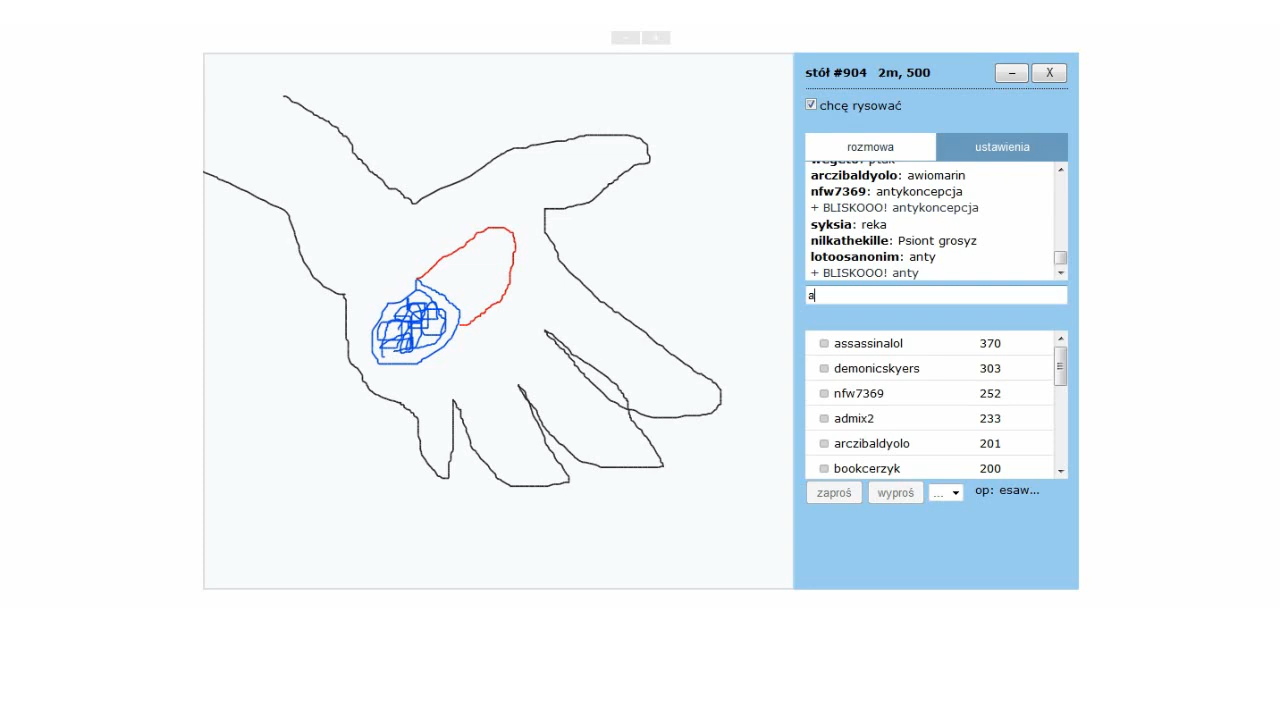 stół #904 2m, 500
– X
chcę rysować
rozmowa ustawienia
arczibaldyolo: awiomarin
nfw7369: antykoncepcja
+ BLISKOOO! antykoncepcja
syksia: reka
nilkathekille: Psiont grosyz
lotoosanonim: anty
+ BLISKOOO! anty
a
assassinalol 370
demonicskyers 303
nfw7369 252
admix2 233
arczibaldyolo 201
bookcerzyk 200
zaproś wyproś ... op: esaw...